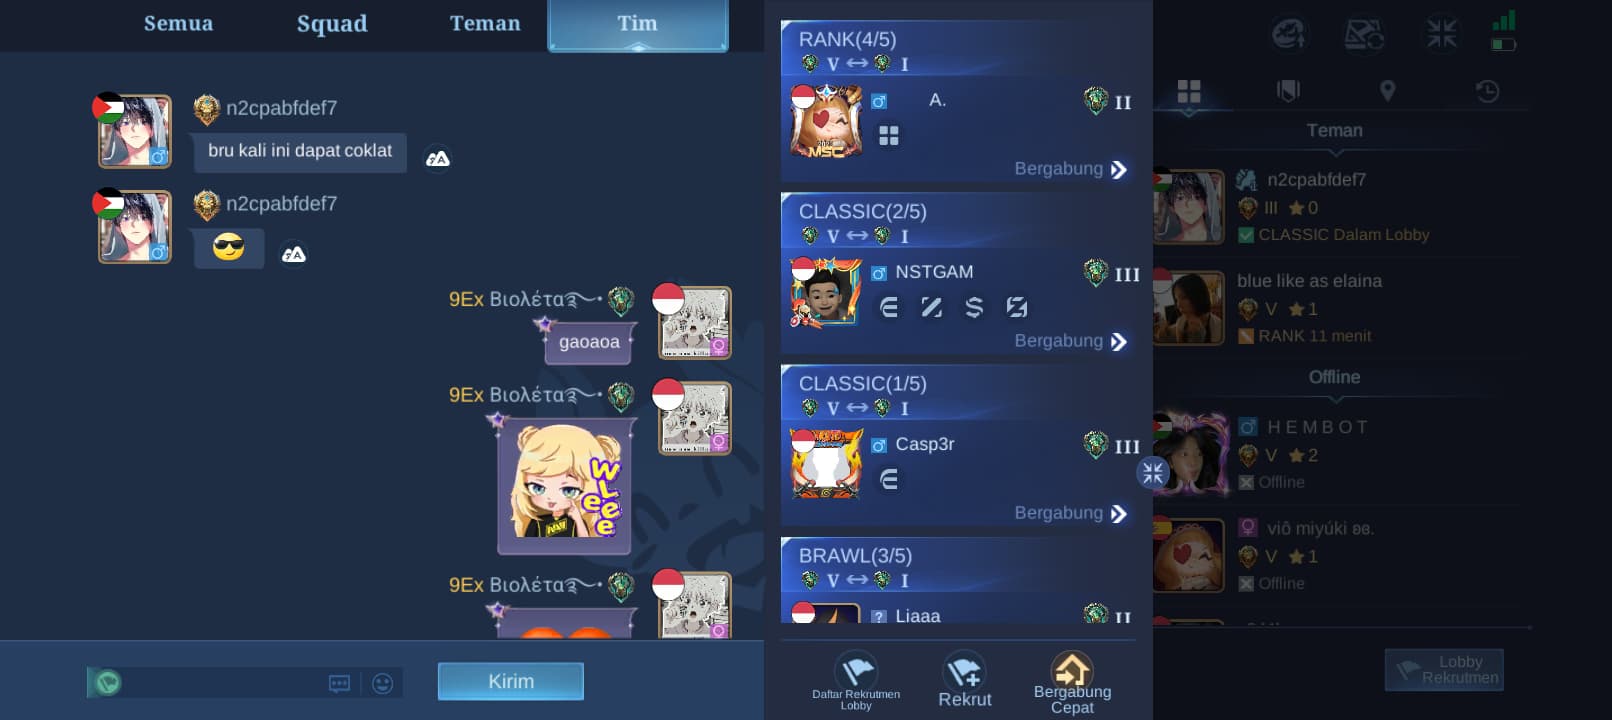 Semua Squad Teman Tim
n2cpabfdef7
bru kali ini dapat coklat
n2cpabfdef7
9Ex Βιολέτα
gaoaoa
9Ex Βιολέτα
WLEEE
9Ex Βιολέτα
Kirim
RANK(4/5)
V I
A. II
MSC
Bergabung
CLASSIC(2/5)
V I
NSTGAM III
Bergabung
CLASSIC(1/5)
V I
Casp3r III
Bergabung
BRAWL(3/5)
V I
Liaaa II
Daftar Rekrutmen
Lobby
Rekrut
Bergabung
Cepat
Teman
n2cpabfdef7
III 0
CLASSIC Dalam Lobby
blue like as elaina
V 1
RANK 11 menit
Offline
H E M B O T
V 2
Offline
viô miyúki ʚɞ.
V 1
Offline
Lobby
Rekrutmen